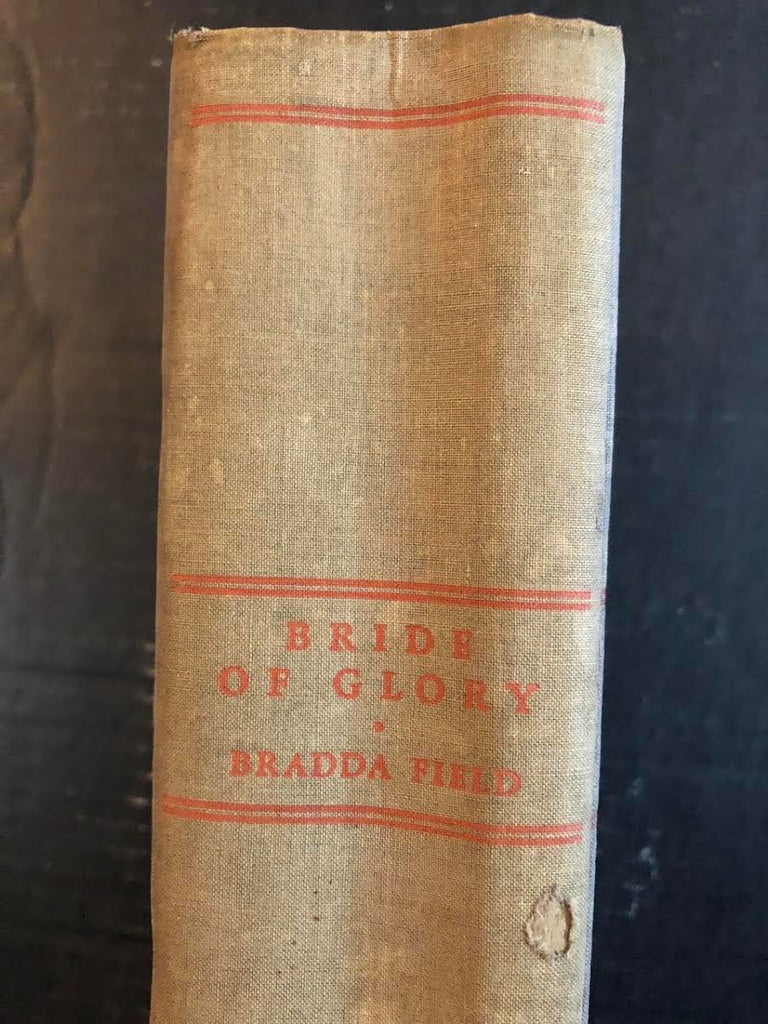 BRIDE
OF GLORY
•
BRADDA FIELD